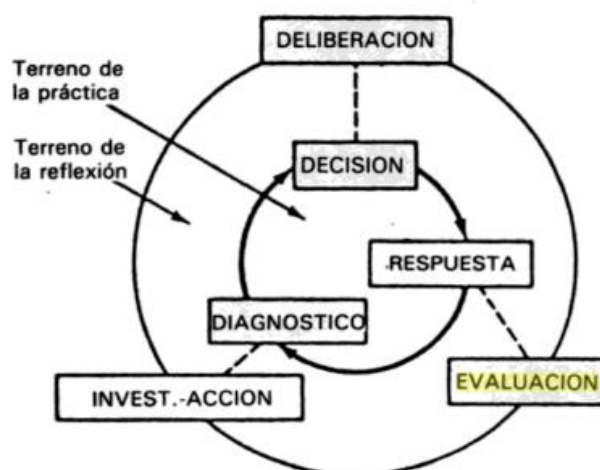 DELIBERACION
Terreno de
la práctica
Terreno de
la reflexión
DECISION
RESPUESTA
DIAGNOSTICO
INVEST.-ACCION
EVALUACION